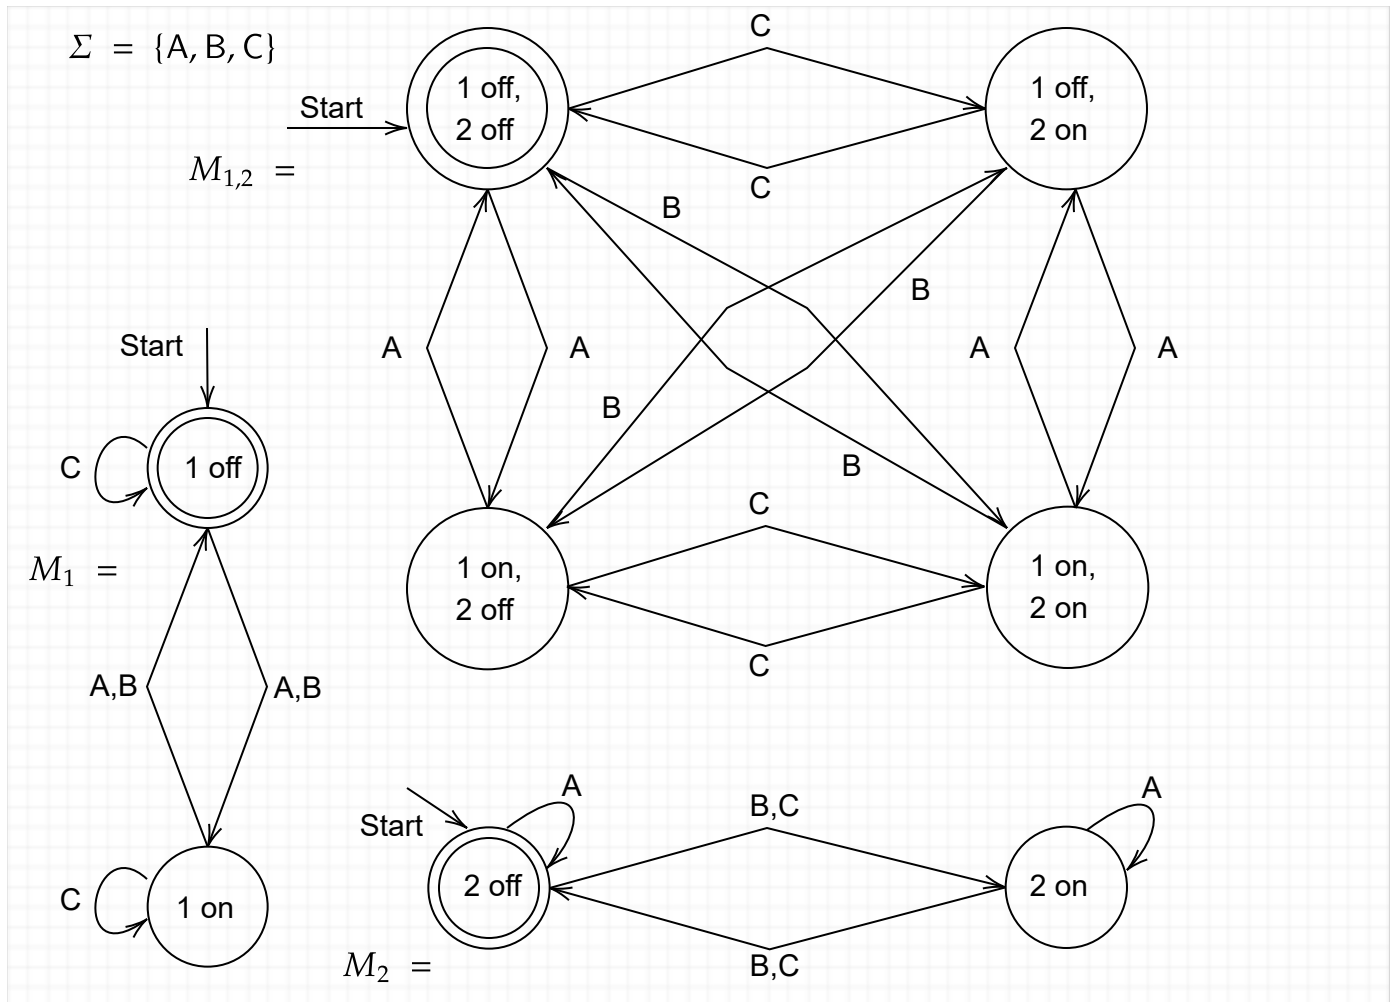 Σ = {A, B, C}
Start
M1,2 =
1 off,
2 off
C
C
1 off,
2 on
B
B
B
B
A
A
A
A
1 on,
2 off
C
C
1 on,
2 on
Start
1 off
C
M1 =
A,B
A,B
C
1 on
Start
A
2 off
M2 =
B,C
B,C
A
2 on